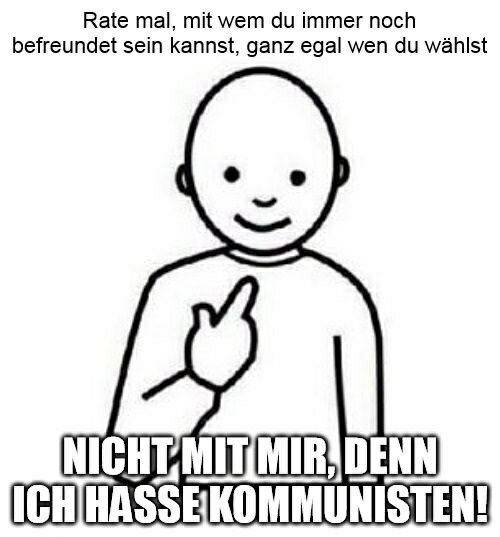 Rate mal, mit wem du immer noch
befreundet sein kannst, ganz egal wen du wählst
NICHT MIT MIR, DENN
ICH HASSE KOMMUNISTEN!